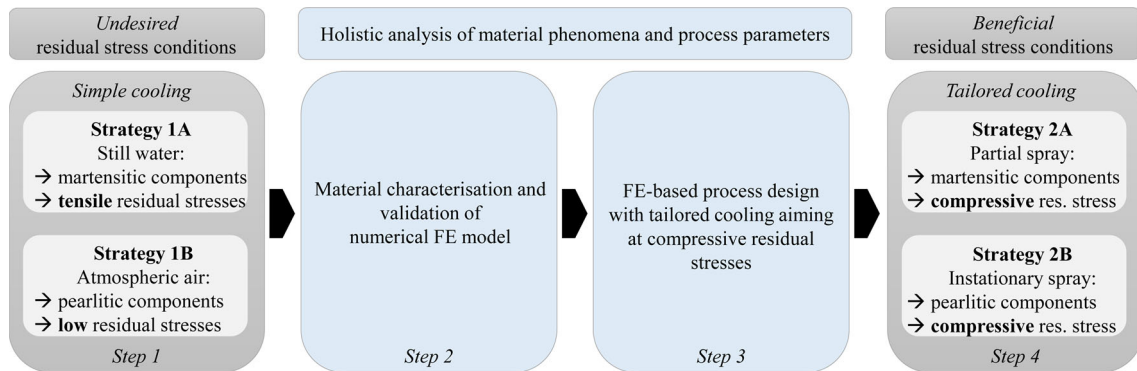 Undesired
residual stress conditions
Simple cooling
Strategy 1A
Still water:
→ martensitic components
→ tensile residual stresses
Strategy 1B
Atmospheric air:
→ pearlitic components
→ low residual stresses
Step 1
Holistic analysis of material phenomena and process parameters
Material characterisation and
validation of
numerical FE model
Step 2
FE-based process design
with tailored cooling aiming
at compressive residual
stresses
Step 3
Beneficial
residual stress conditions
Tailored cooling
Strategy 2A
Partial spray:
→ martensitic components
→ compressive res. stress
Strategy 2B
Instationary spray:
→ pearlitic components
→ compressive res. stress
Step 4